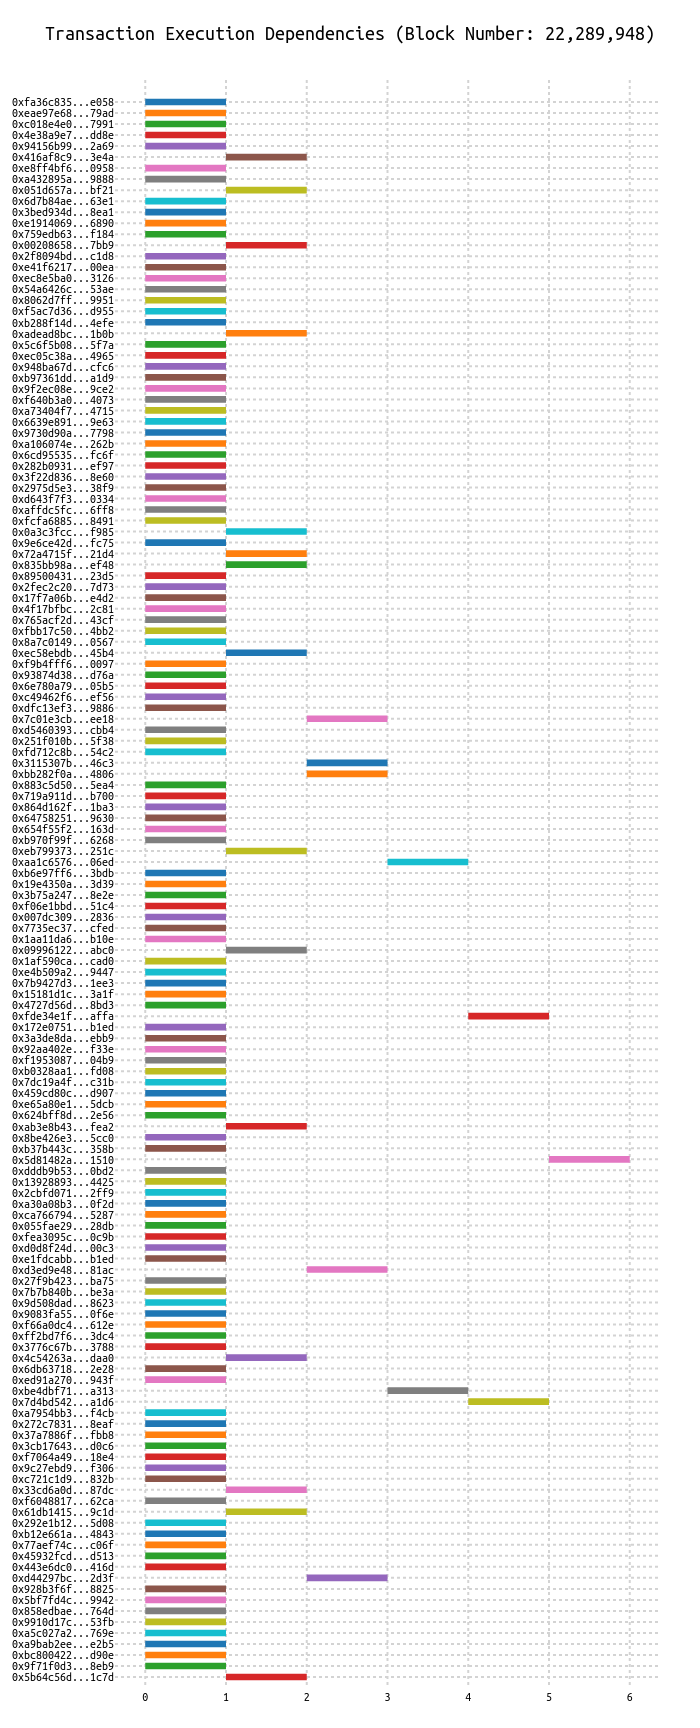 Transaction Execution Dependencies (Block Number: 22,289,948)
0xfa36c835...e058
0xeae97e68...79ad
0xc018e4e0...7991
0x4e38a9e7...dd8e
0x94156b99...2a69
0x416af8c9...3e4a
0xe8ff4bf6...0958
0xa432895a...9888
0x051d657a...bf21
0x6d7b84ae...63e1
0x3bed934d...8ea1
0xe1914069...6890
0x759edb63...f184
0x00208658...7bb9
0x2f8094bd...c1d8
0xe41f6217...00ea
0xec8e5ba0...3126
0x54a6426c...53ae
0x8062d7ff...9951
0xf5ac7d36...d955
0xb288f14d...4efe
0xadead8bc...1b0b
0x5c6f5b08...5f7a
0xec05c38a...4965
0x948ba67d...cfc6
0xb97361dd...a1d9
0x9f2ec08e...9ce2
0xf640b3a0...4073
0xa73404f7...4715
0x6639e891...9e63
0x9730d90a...7798
0xa106074e...262b
0x6cd95535...fc6f
0x282b0931...ef97
0x3f22d836...8e60
0x2975d5e3...38f9
0xd643f7f3...0334
0xaffdc5fc...6ff8
0xfcfa6885...8491
0x0a3c3fcc...f985
0x9e6ce42d...fc75
0x72a4715f...21d4
0x835bb98a...ef48
0x89500431...23d5
0x2fec2c20...7d73
0x17f7a06b...e4d2
0x4f17bfbc...2c81
0x765acf2d...43cf
0xfbb17c50...4bb2
0x8a7c0149...0567
0xec58ebdb...45b4
0xf9b4fff6...0097
0x93874d38...d76a
0x6e780a79...05b5
0xc49462f6...ef56
0xdfc13ef3...9886
0x7c01e3cb...ee18
0xd5460393...cbb4
0x251f010b...5f38
0xfd712c8b...54c2
0x3115307b...46c3
0xbb282f0a...4806
0x883c5d50...5ea4
0x719a911d...b700
0x864d162f...1ba3
0x64758251...9630
0x654f55f2...163d
0xb970f99f...6268
0xeb799373...251c
0xaa1c6576...06ed
0xb6e97ff6...3bdb
0x19e4350a...3d39
0x3b75a247...8e2e
0xf06e1bbd...51c4
0x007dc309...2836
0x7735ec37...cfed
0x1aa11da6...b10e
0x09996122...abc0
0x1af590ca...cad0
0xe4b509a2...9447
0x7b9427d3...1ee3
0x15181d1c...3a1f
0x4727d56d...8bd3
0xfde34e1f...affa
0x172e0751...b1ed
0x3a3de8da...ebb9
0x92aa402e...f33e
0xf1953087...04b9
0xb0328aa1...fd08
0x7dc19a4f...c31b
0x459cd80c...d907
0xe65a80e1...5dcb
0x624bff8d...2e56
0xab3e8b43...fea2
0x8be426e3...5cc0
0xb37b443c...358b
0x5d81482a...1510
0xdddb9b53...0bd2
0x13928893...4425
0x2cbfd071...2ff9
0xa30a08b3...0f2d
0xca766794...5287
0x055fae29...28db
0xfea3095c...0c9b
0xd0d8f24d...00c3
0xe1fdcabb...b1ed
0xd3ed9e48...81ac
0x27f9b423...ba75
0x7b7b840b...be3a
0x9d508dad...8623
0x9083fa55...0f6e
0xf66a0dc4...612e
0xff2bd7f6...3dc4
0x3776c67b...3788
0x4c54263a...daa0
0x6db63718...2e28
0xed91a270...943f
0xbe4dbf71...a313
0x7d4bd542...a1d6
0xa7954bb3...f4cb
0x272c7831...8eaf
0x37a7886f...fbb8
0x3cb17643...d0c6
0xf7064a49...18e4
0x9c27ebd9...f306
0xc721c1d9...832b
0x33cd6a0d...87dc
0xf6048817...62ca
0x61db1415...9c1d
0x292e1b12...5d08
0xb12e661a...4843
0x77aef74c...c06f
0x45932fcd...d513
0x443e6dc0...416d
0xd44297bc...2d3f
0x928b3f6f...8825
0x5bf7fd4c...9942
0x858edbae...764d
0x9910d17c...53fb
0xa5c027a2...769e
0xa9bab2ee...e2b5
0xbc800422...d90e
0x9f71f0d3...8eb9
0x5b64c56d...1c7d
0 1 2 3 4 5 6